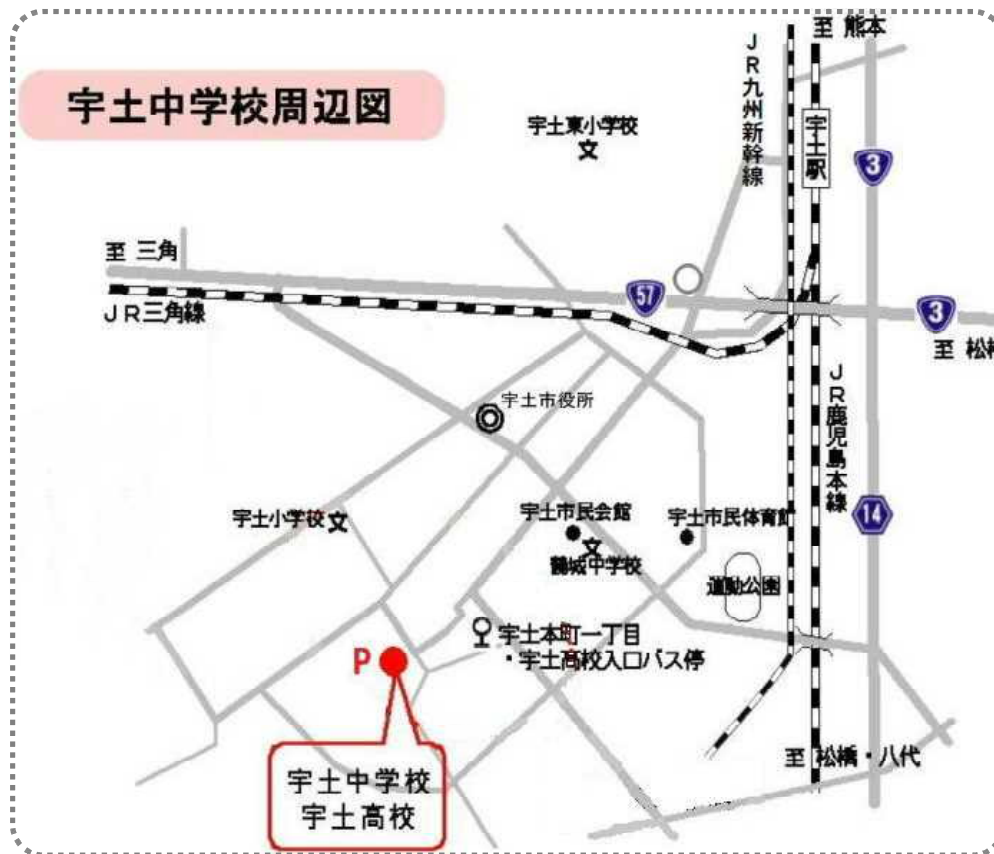 宇土中学校周辺図
至 熊本
JR九州新幹線
宇土駅
3
宇土東小学校
文
至 三角
57
3
JR三角線
至 松橋
宇土市役所
JR鹿児島本線
宇土小学校
文
宇土市民会館
宇土市民体育館
14
文
鶴城中学校
運動公園
宇土本町一丁目
・宇土高校入口バス停
P
至 松橋・八代
宇土中学校
宇土高校